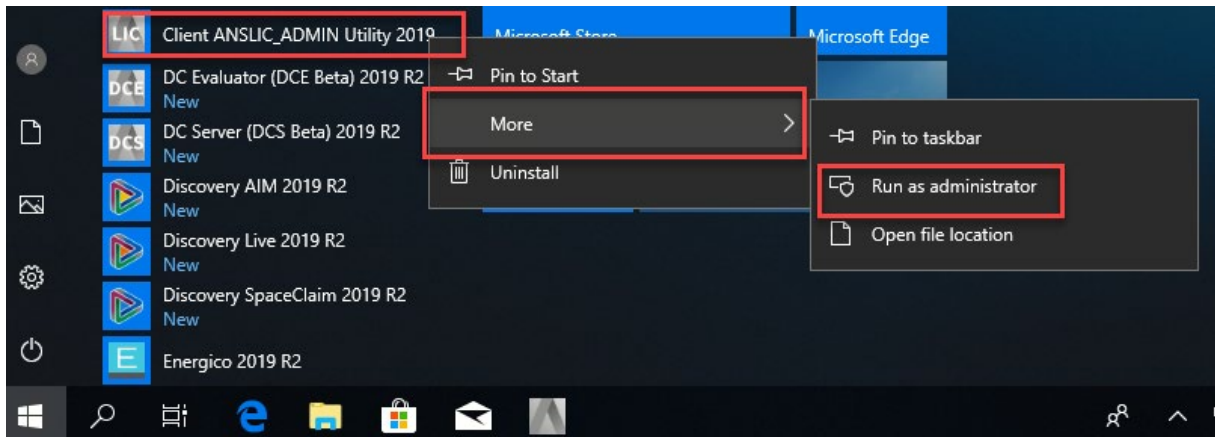 LIC Client ANSLIC_ADMIN Utility 2019
Microsoft Store
Microsoft Edge
DCE DC Evaluator (DCE Beta) 2019 R2
New
Pin to Start
DCS DC Server (DCS Beta) 2019 R2
New
More
Pin to taskbar
Uninstall
Discovery AIM 2019 R2
New
Run as administrator
Discovery Live 2019 R2
New
Open file location
Discovery SpaceClaim 2019 R2
New
E Energico 2019 R2